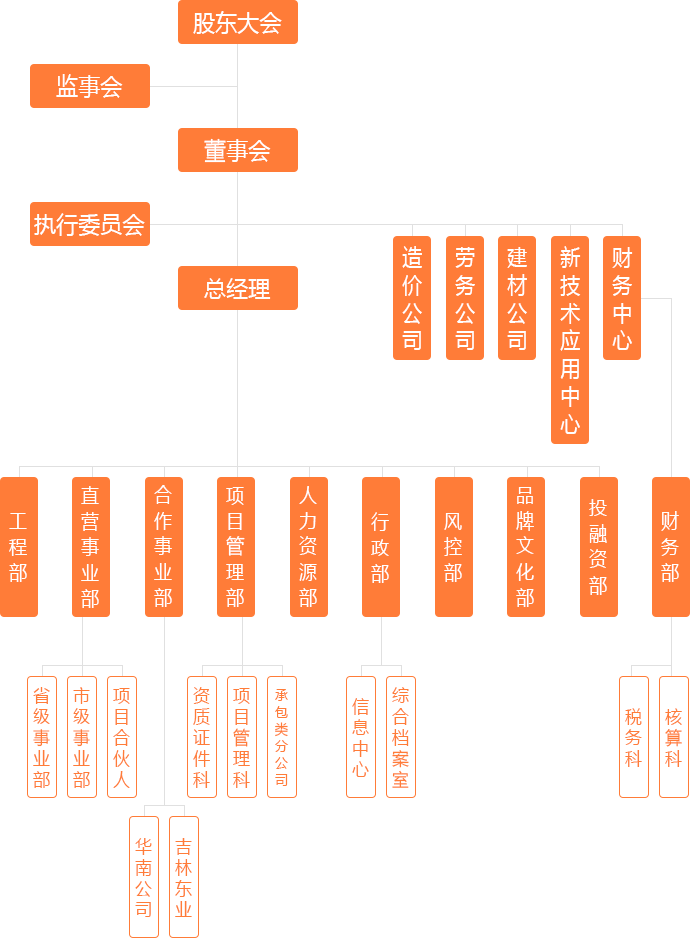 股东大会
监事会
董事会
执行委员会
总经理
造价公司
劳务公司
建材公司
新技术应用中心
财务中心
工程部
直营事业部
合作事业部
项目管理部
人力资源部
行政部
风控部
品牌文化部
投融资部
财务部
省级事业部
市级事业部
项目合伙人
资质证件科
项目管理科
承包类分公司
信息中心
综合档案室
税务科
核算科
华南公司
吉林东业